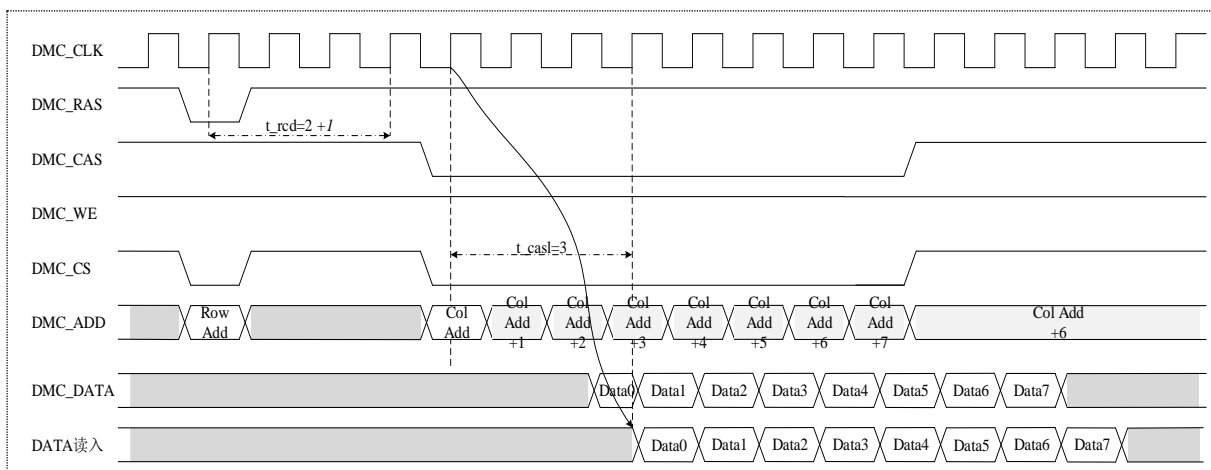 DMC_CLK
DMC_RAS
t_rcd=2 +1
DMC_CAS
DMC_WE
t_casl=3
DMC_CS
DMC_ADD
Row Add
Col Add
Col Add +1
Col Add +2
Col Add +3
Col Add +4
Col Add +5
Col Add +6
Col Add +7
Col Add +6
DMC_DATA
Data0 Data1 Data2 Data3 Data4 Data5 Data6 Data7
DATA读入
Data0 Data1 Data2 Data3 Data4 Data5 Data6 Data7